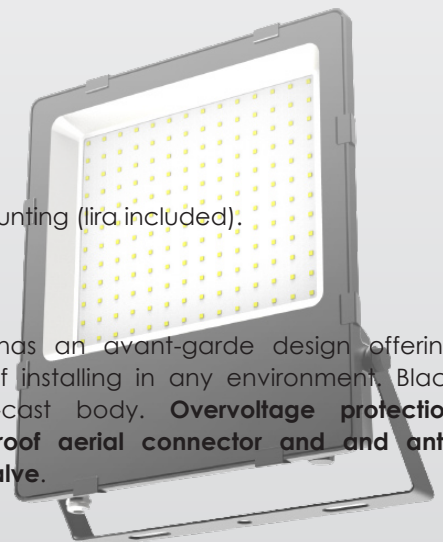 unting (lira included).
has an avant-garde design offerin
f installing in any environment. Blac
-cast body. Overvoltage protectio
roof aerial connector and and ant
alve.